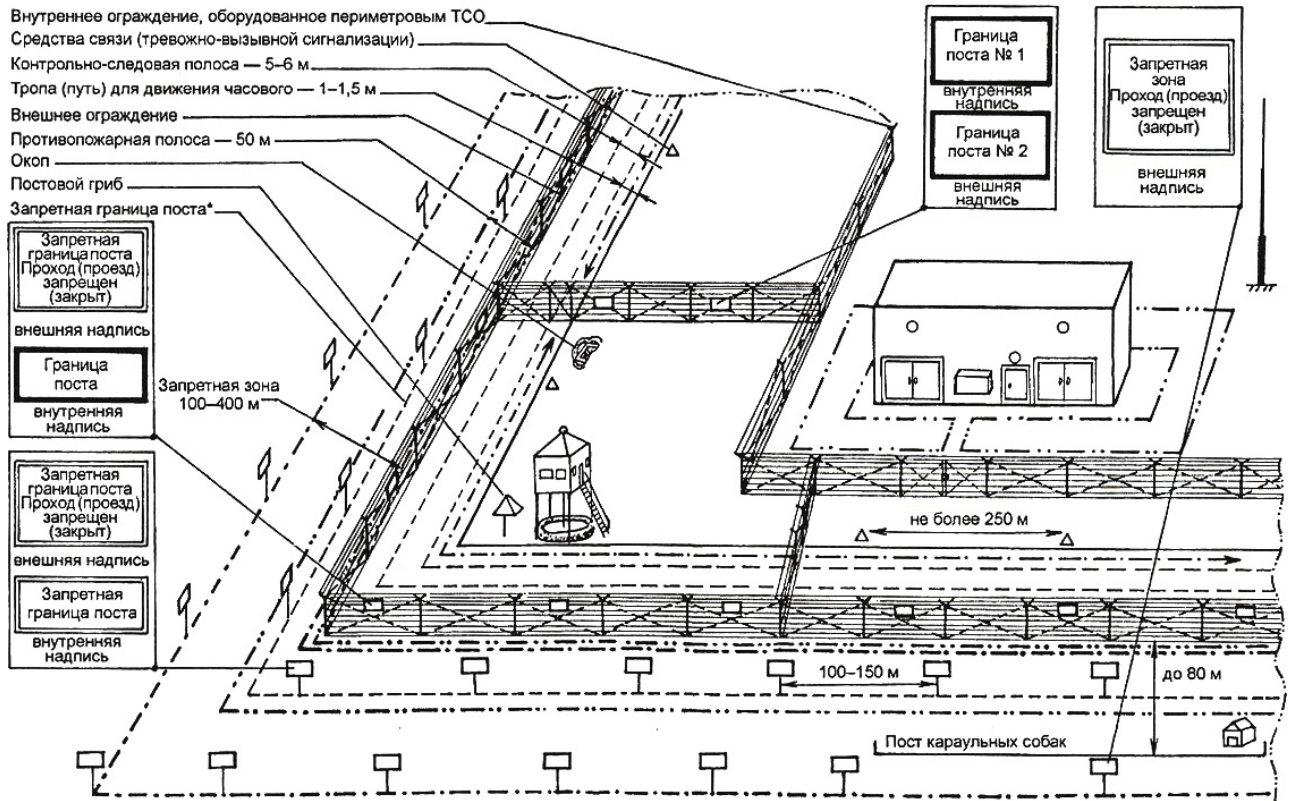 Внутреннее ограждение, оборудованное периметровым ТСО
Средства связи (тревожно-вызывной сигнализации)
Контрольно-следовая полоса — 5–6 м
Тропа (путь) для движения часового — 1–1,5 м
Внешнее ограждение
Противопожарная полоса — 50 м
Окоп
Постовой гриб
Запретная граница поста*
Граница
поста № 1
внутренняя
надпись
Граница
поста № 2
внешняя
надпись
Запретная
зона
Проход (проезд)
запрещен
(закрыт)
внешняя
надпись
Запретная
граница поста
Проход (проезд)
запрещен
(закрыт)
внешняя надпись
Граница
поста
внутренняя
надпись
Запретная зона
100–400 м
Запретная
граница поста
Проход (проезд)
запрещен
(закрыт)
внешняя надпись
Запретная
граница поста
внутренняя
надпись
не более 250 м
100–150 м
до 80 м
Пост караульных собак